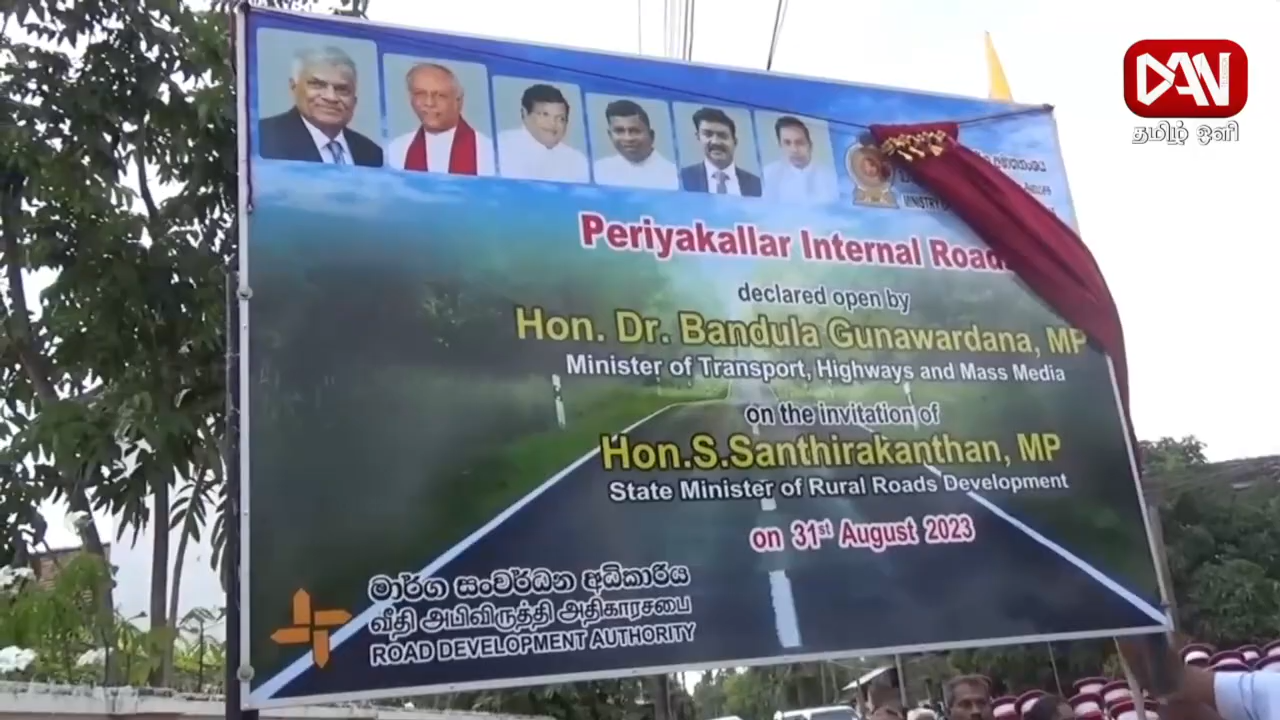 DAN
தமிழ் ஒளி
MINISTRY
Periyakallar Internal Road
declared open by
Hon. Dr. Bandula Gunawardana, MP
Minister of Transport, Highways and Mass Media
on the invitation of
Hon.S.Santhirakanthan, MP
State Minister of Rural Roads Development
on 31st August 2023
මාර්ග සංවර්ධන අධිකාරිය
வீதி அபிவிருத்தி அதிகாரசபை
ROAD DEVELOPMENT AUTHORITY